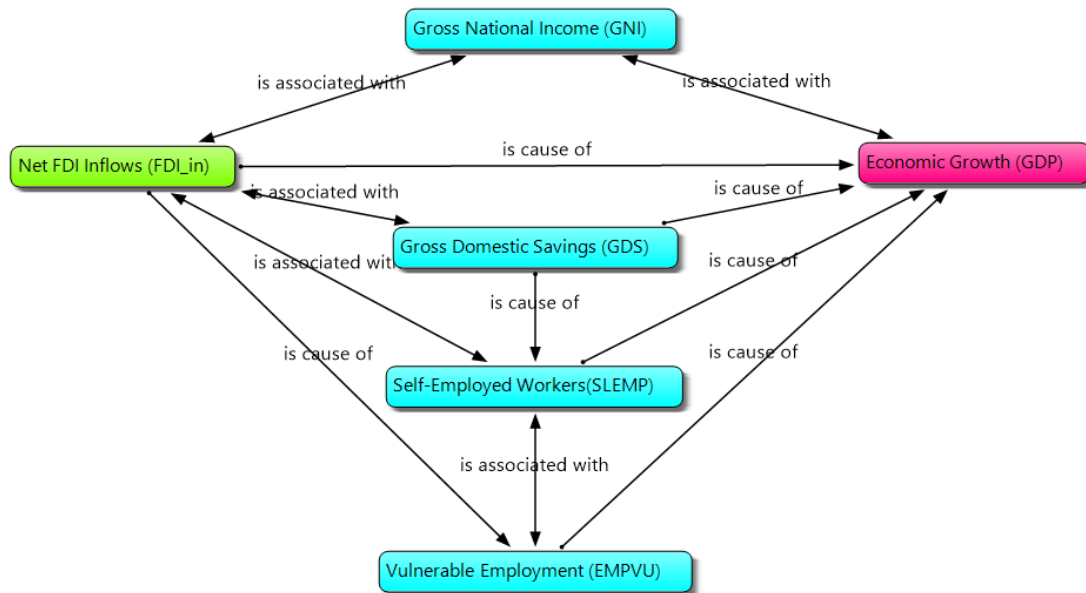 Gross National Income (GNI)
is associated with
is associated with
Net FDI Inflows (FDI_in)
is cause of
Economic Growth (GDP)
is associated with
is cause of
Gross Domestic Savings (GDS)
is associated with
is cause of
is cause of
is cause of
is cause of
Self-Employed Workers(SLEMP)
is associated with
Vulnerable Employment (EMPVU)